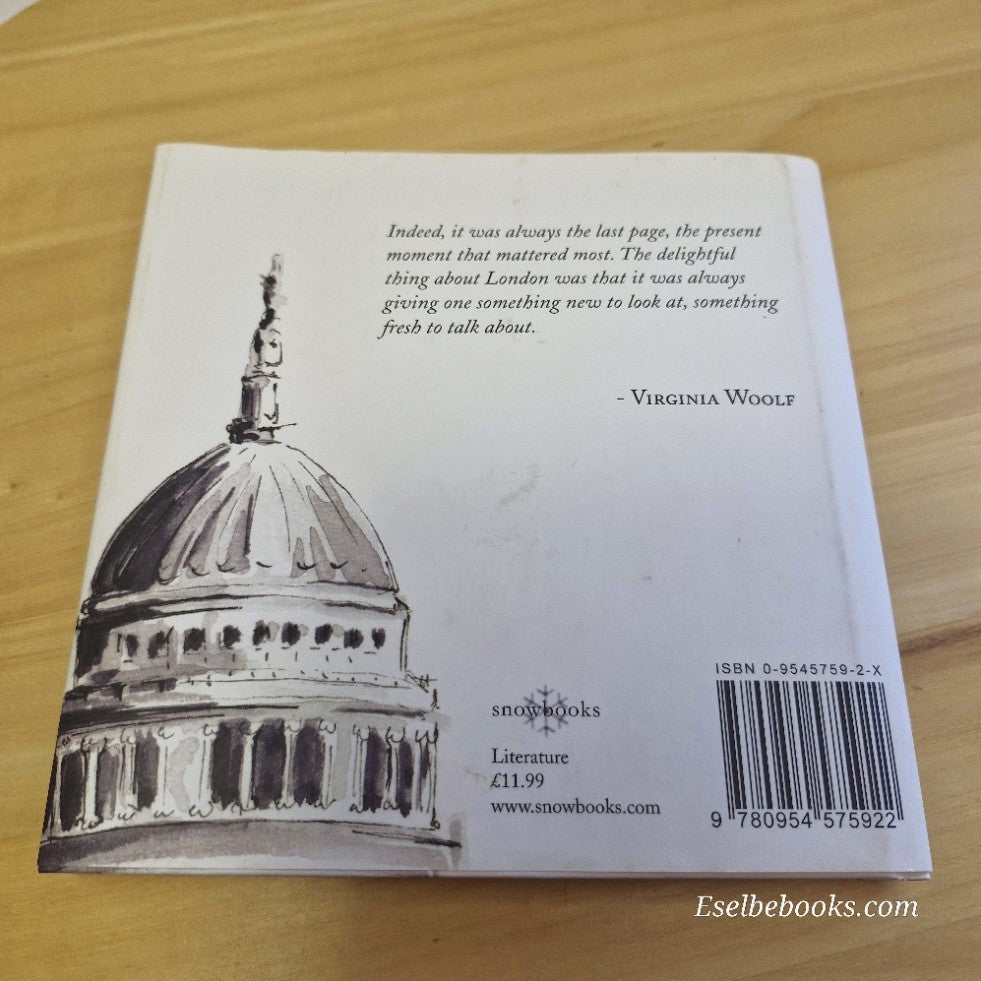 Indeed, it was always the last page, the present
moment that mattered most. The delightful
thing about London was that it was always
giving one something new to look at, something
fresh to talk about.
- Virginia Woolf
snowbooks
Literature
£11.99
www.snowbooks.com
ISBN 0-9545759-2-X
9 780954 575922
Eselbebooks.com